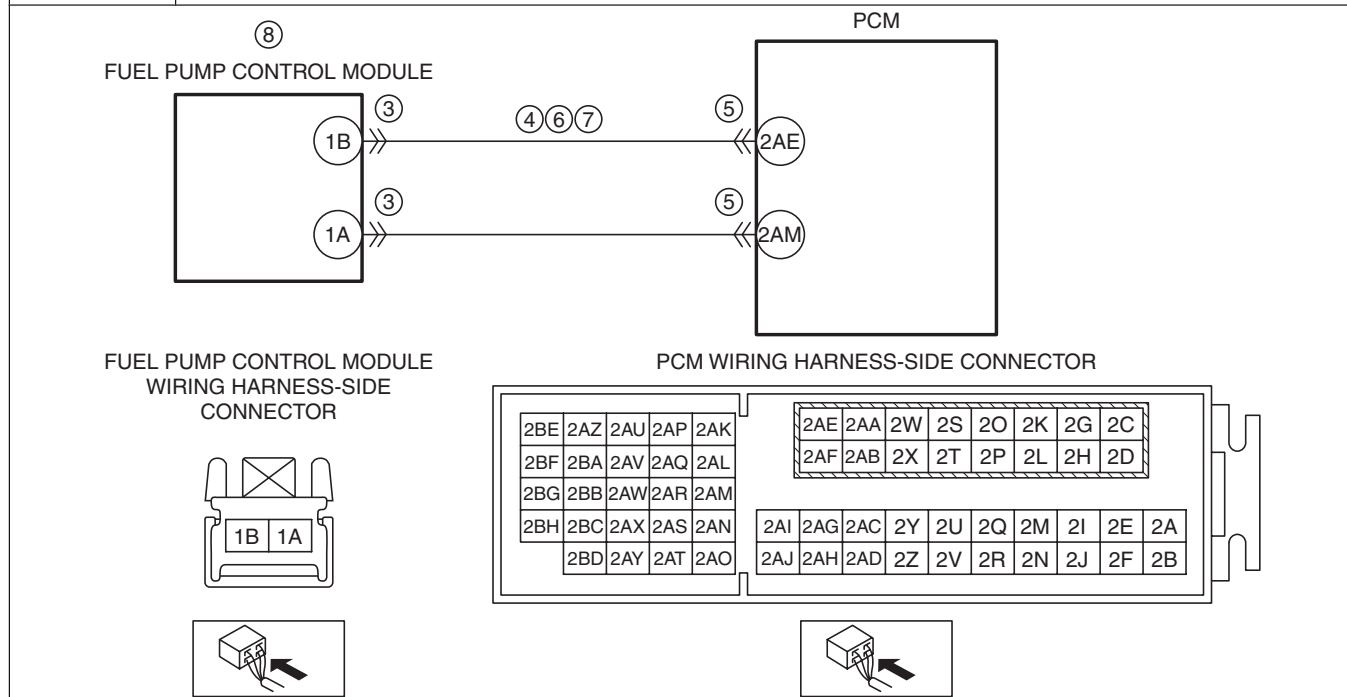 PCM
⑧
FUEL PUMP CONTROL MODULE
③ ④⑥⑦ ⑤
1B 2AE
③ ⑤
1A 2AM
FUEL PUMP CONTROL MODULE
WIRING HARNESS-SIDE
CONNECTOR
1B 1A
PCM WIRING HARNESS-SIDE CONNECTOR
2BE 2AZ 2AU 2AP 2AK
2BF 2BA 2AV 2AQ 2AL
2BG 2BB 2AW 2AR 2AM
2BH 2BC 2AX 2AS 2AN
2BD 2AY 2AT 2AO
2AE 2AA 2W 2S 2O 2K 2G 2C
2AF 2AB 2X 2T 2P 2L 2H 2D
2AI 2AG 2AC 2Y 2U 2Q 2M 2I 2E 2A
2AJ 2AH 2AD 2Z 2V 2R 2N 2J 2F 2B